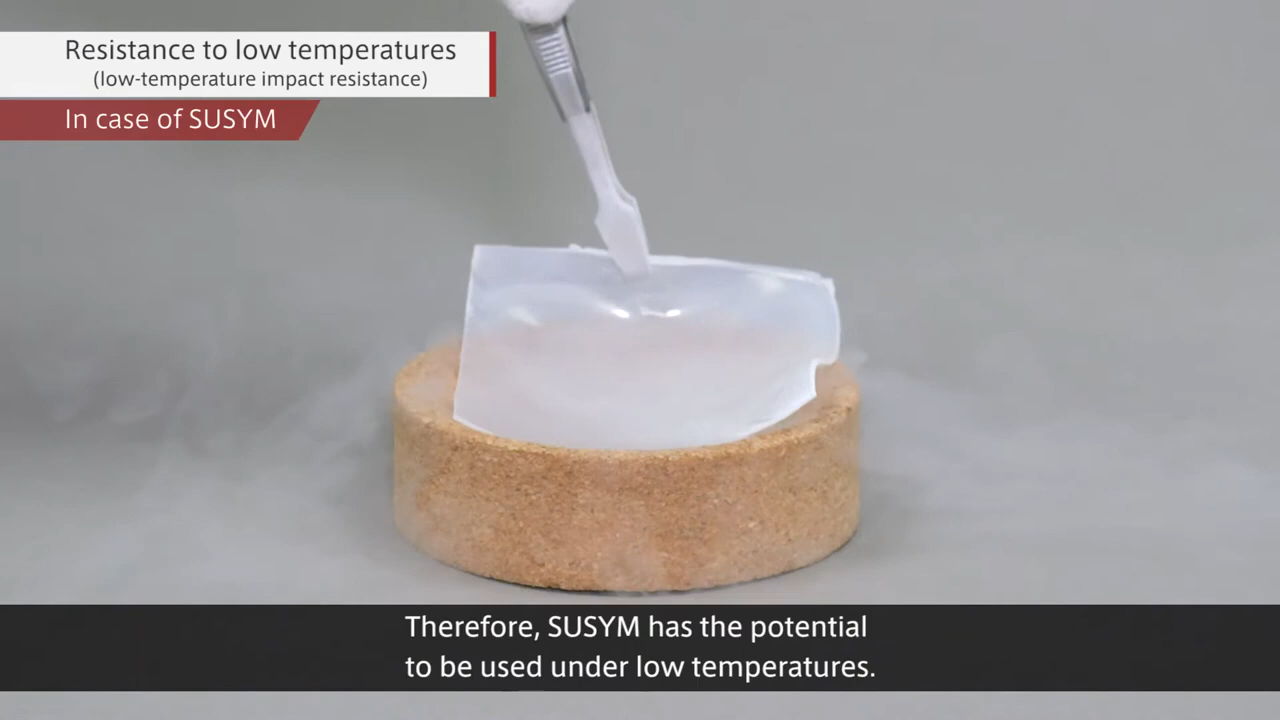 Resistance to low temperatures
(low-temperature impact resistance)
In case of SUSYM
Therefore, SUSYM has the potential
to be used under low temperatures.